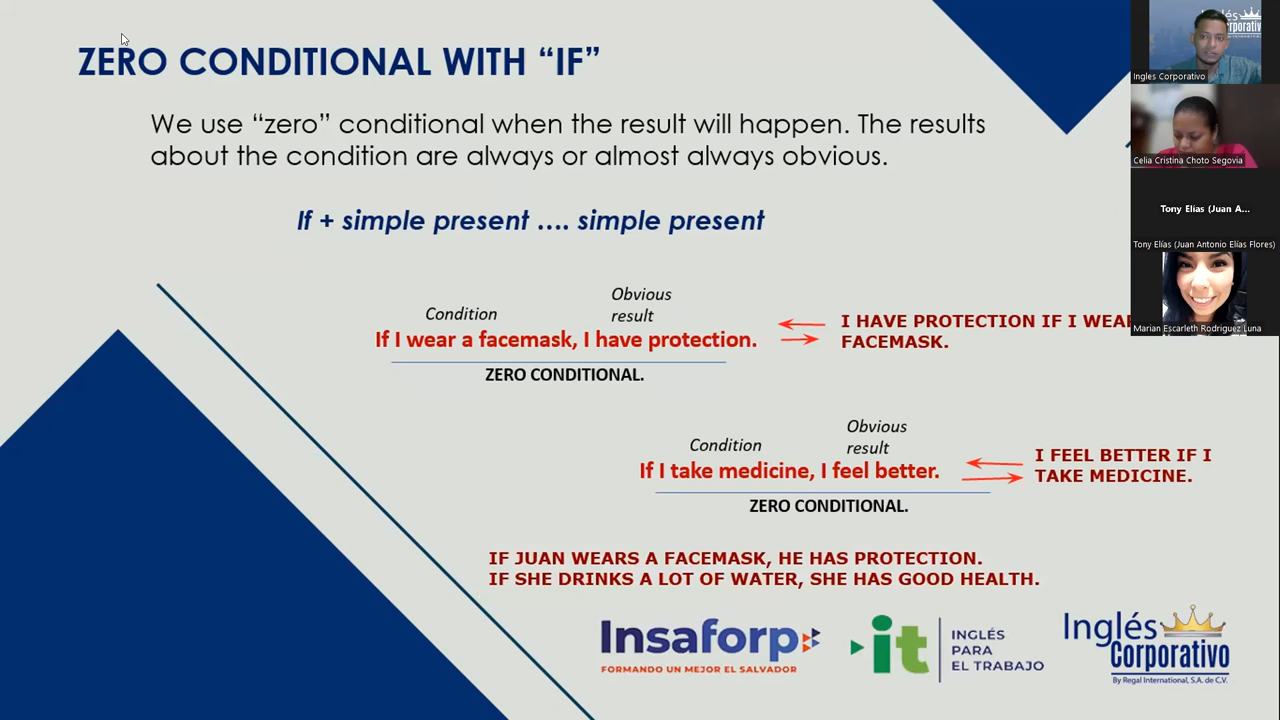 ZERO CONDITIONAL WITH “IF”
We use “zero” conditional when the result will happen. The results
about the condition are always or almost always obvious.
If + simple present .... simple present
Condition
Obvious
result
If I wear a facemask, I have protection.
ZERO CONDITIONAL.
I HAVE PROTECTION IF I WEAR
FACEMASK.
Condition
Obvious
result
If I take medicine, I feel better.
ZERO CONDITIONAL.
I FEEL BETTER IF I
TAKE MEDICINE.
IF JUAN WEARS A FACEMASK, HE HAS PROTECTION.
IF SHE DRINKS A LOT OF WATER, SHE HAS GOOD HEALTH.
Insaforp
FORMANDO UN MEJOR EL SALVADOR
it
INGLÉS
PARA
EL TRABAJO
Inglés
Corporativo
By Regal International, S.A. de C.V.
Ingles Corporativo
Celia Cristina Choto Segovia
Tony Elías (Juan A...
Tony Elías (Juan Antonio Elías Flores)
Marian Escarleth Rodriguez Luna